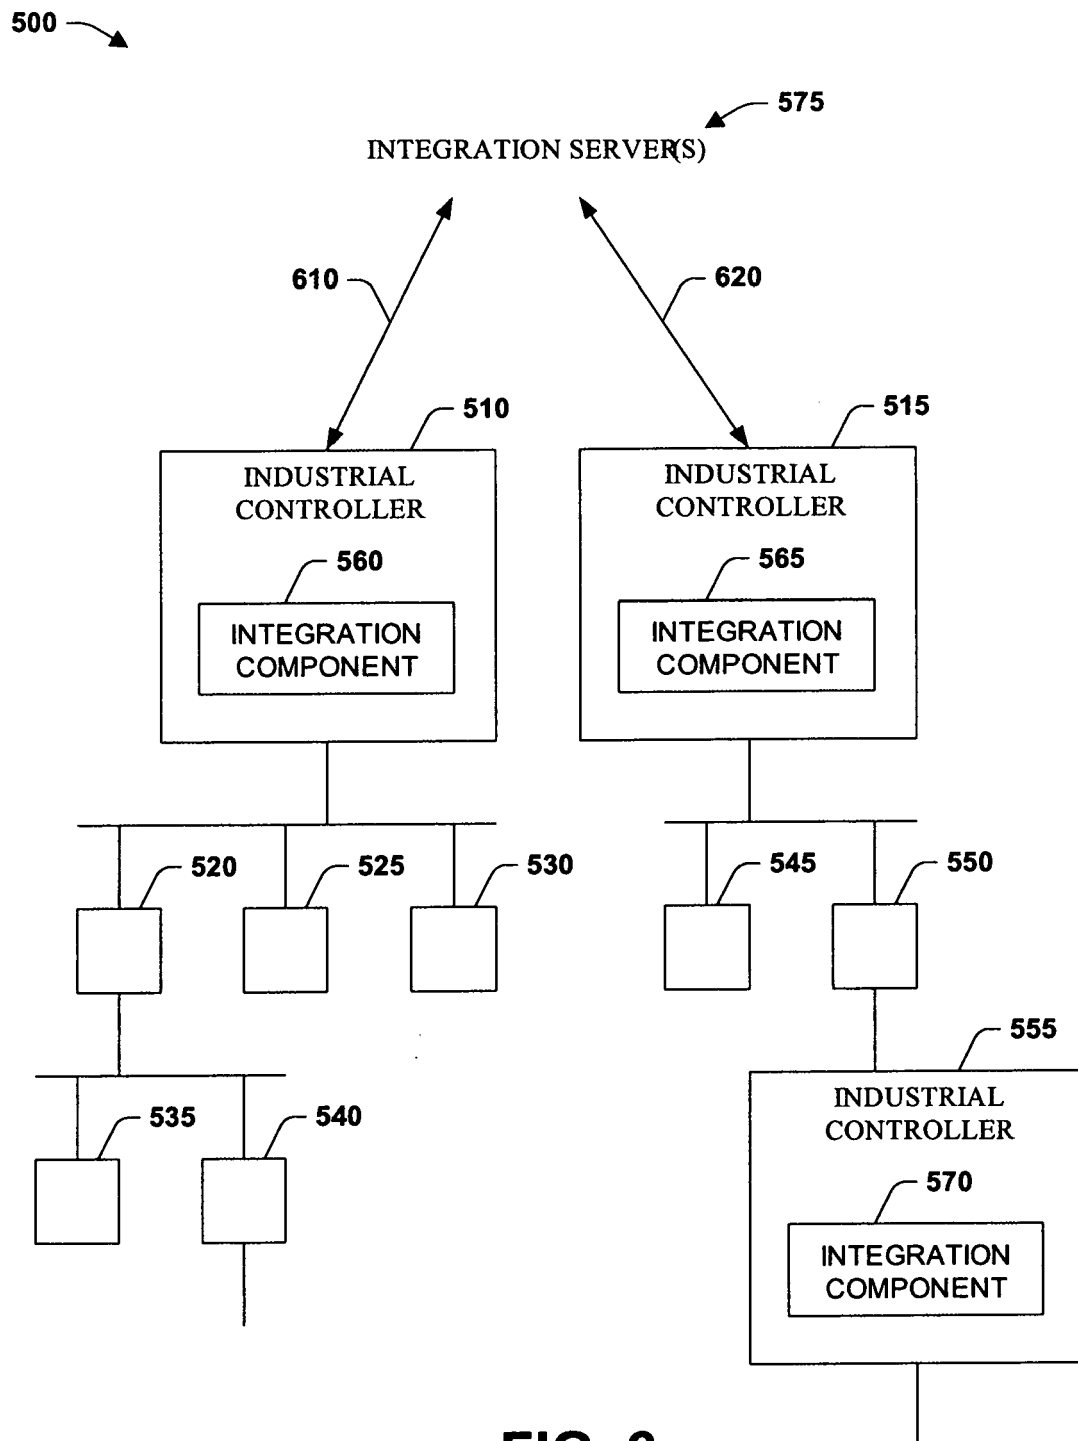 500
575
INTEGRATION SERVER(S)
610
620
510
515
INDUSTRIAL
CONTROLLER
INDUSTRIAL
CONTROLLER
560
565
INTEGRATION
COMPONENT
INTEGRATION
COMPONENT
520
525
530
545
550
555
535
540
INDUSTRIAL
CONTROLLER
570
INTEGRATION
COMPONENT
FIG.